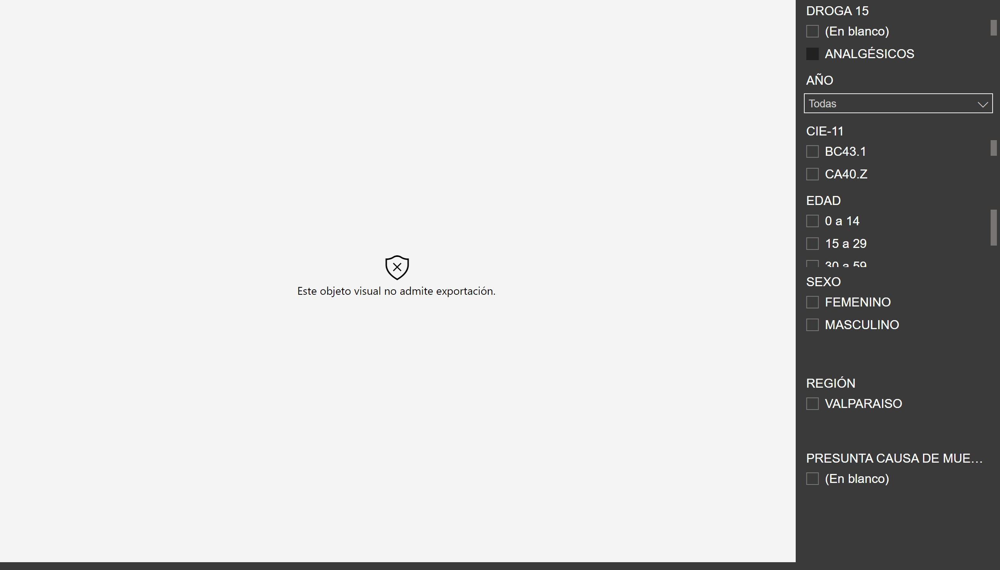 Este objeto visual no admite exportación.
DROGA 15
(En blanco)
ANALGÉSICOS
AÑO
Todas
CIE-11
BC43.1
CA40.Z
EDAD
0 a 14
15 a 29
30 a 59
SEXO
FEMENINO
MASCULINO
REGIÓN
VALPARAISO
PRESUNTA CAUSA DE MUE…
(En blanco)